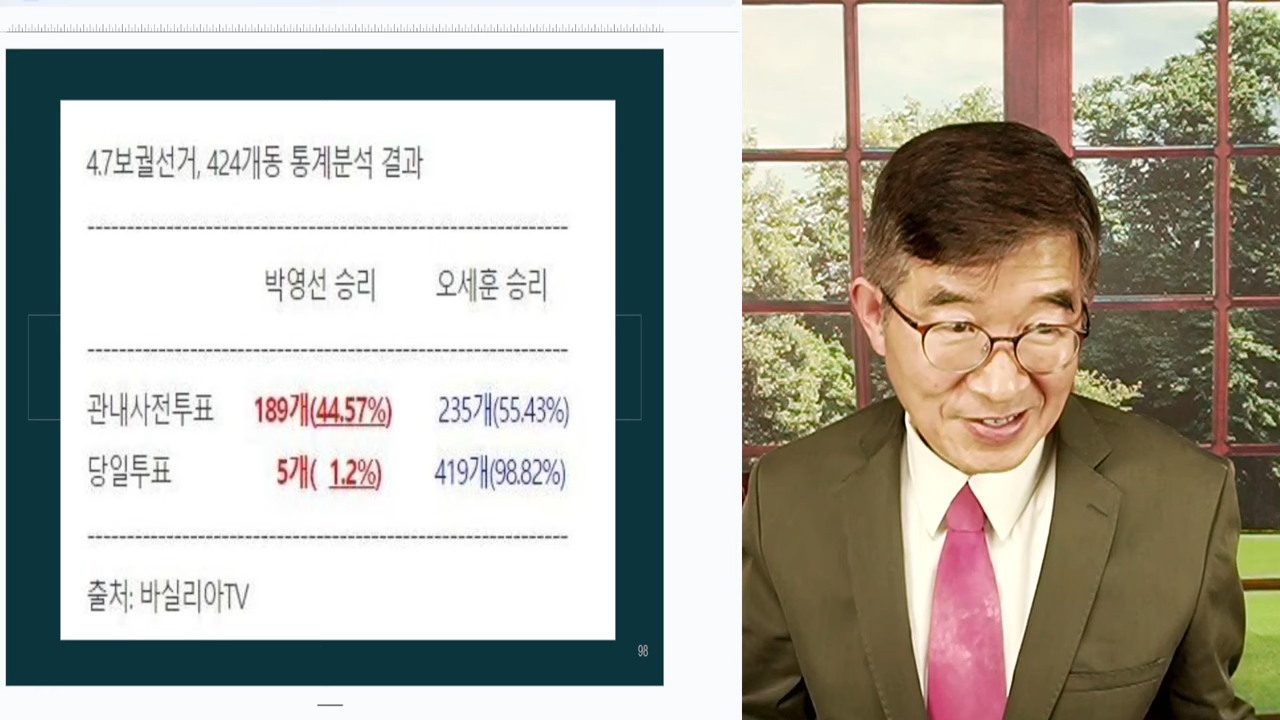 4.7보궐선거, 424개동 통계분석 결과
박영선 승리 오세훈 승리
관내사전투표 189개(44.57%) 235개(55.43%)
당일투표 5개( 1.2%) 419개(98.82%)
출처: 바실리아TV
98